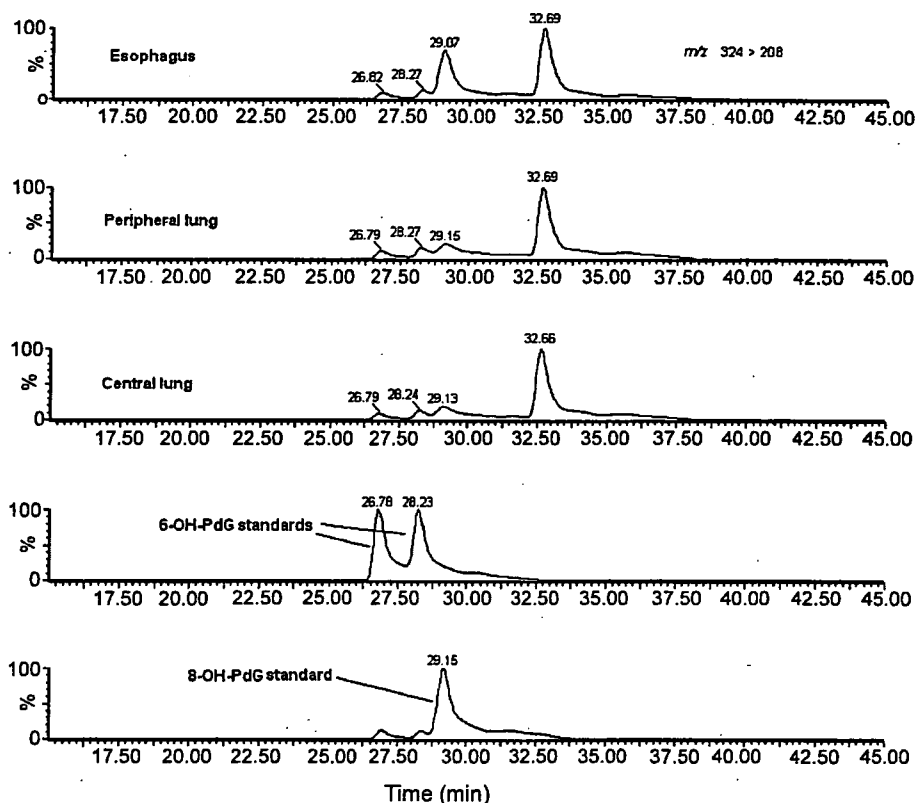 32.69
100
Esophagus
29.07
m/z 324 > 208
%
26.82 28.27
0
17.50 20.00 22.50 25.00 27.50 30.00 32.50 35.00 37.50 40.00 42.50 45.00
32.69
100
Peripheral lung
%
26.79 28.27 29.15
0
17.50 20.00 22.50 25.00 27.50 30.00 32.50 35.00 37.50 40.00 42.50 45.00
32.66
100
Central lung
%
26.79 28.24 29.13
0
17.50 20.00 22.50 25.00 27.50 30.00 32.50 35.00 37.50 40.00 42.50 45.00
26.78 28.23
100
6-OH-PdG standards
%
0
17.50 20.00 22.50 25.00 27.50 30.00 32.50 35.00 37.50 40.00 42.50 45.00
29.15
100
8-OH-PdG standard
%
0
17.50 20.00 22.50 25.00 27.50 30.00 32.50 35.00 37.50 40.00 42.50 45.00
Time (min)